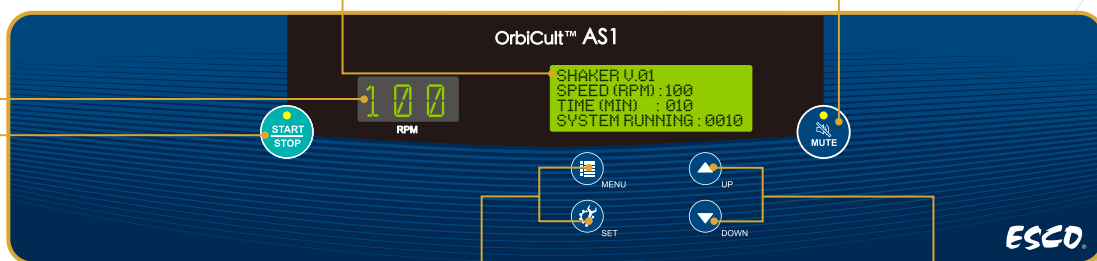 OrbiCult™ AS1
SHAKER V.01
SPEED (RPM) : 100
TIME (MIN) : 010
SYSTEM RUNNING : 0010
100
RPM
START
STOP
MUTE
MENU
UP
SET
DOWN
ESCO®